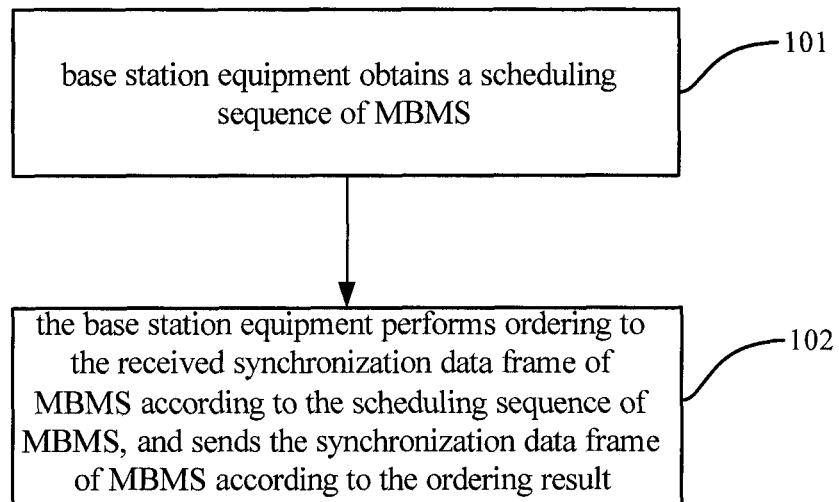 base station equipment obtains a scheduling
sequence of MBMS
101
the base station equipment performs ordering to
the received synchronization data frame of
MBMS according to the scheduling sequence of
MBMS, and sends the synchronization data frame
of MBMS according to the ordering result
102